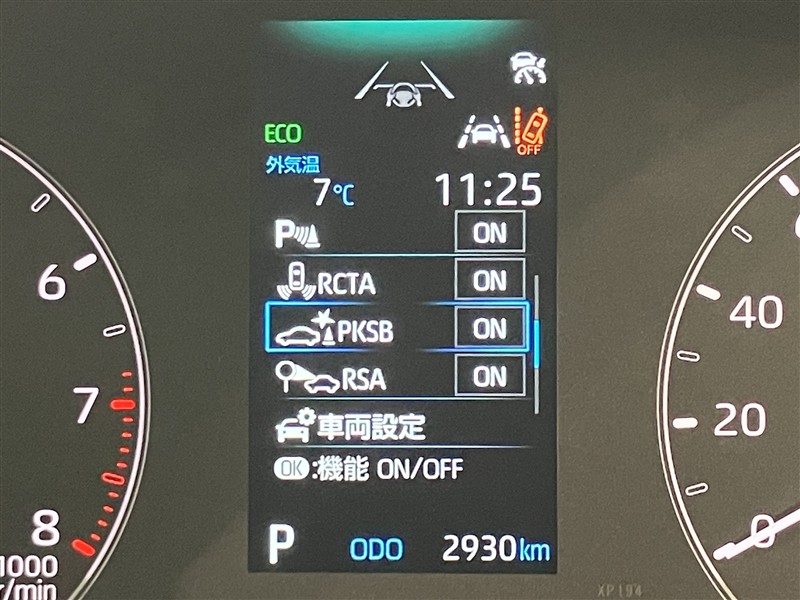 ECO
OFF
外気温
7℃ 11:25
P ON
RCTA ON
PKSB ON
RSA ON
車両設定
OK:機能 ON/OFF
P ODO 2930km
6
7
8
1000
r/min
40
20
0
XP194